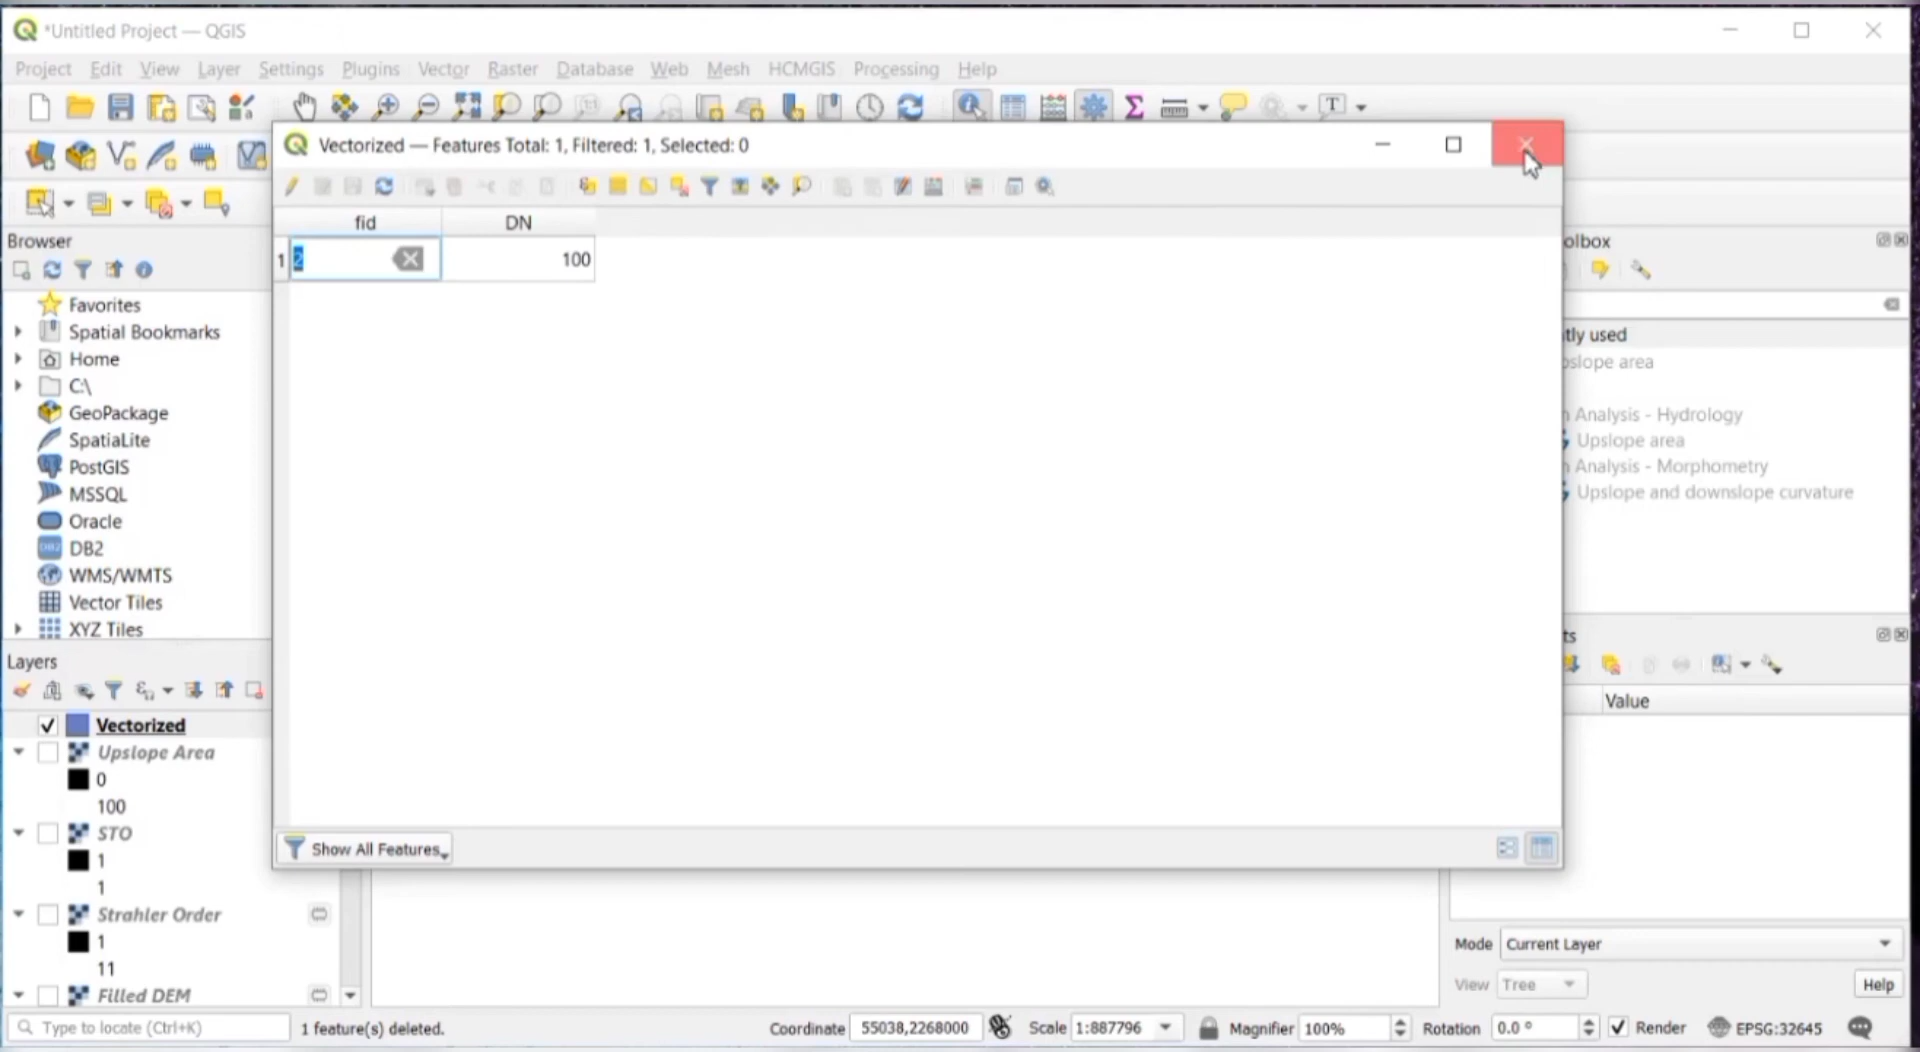 *Untitled Project — QGIS
Project Edit View Layer Settings Plugins Vector Raster Database Web Mesh HCMGIS Processing Help
Vectorized — Features Total: 1, Filtered: 1, Selected: 0
fid DN
1 2 100
Browser
Favorites
Spatial Bookmarks
Home
C:\
GeoPackage
SpatiaLite
PostGIS
MSSQL
Oracle
DB2
WMS/WMTS
Vector Tiles
XYZ Tiles
Layers
Vectorized
Upslope Area
0
100
STO
1
1
Strahler Order
1
11
Filled DEM
Show All Features
olbox
tly used
oslope area
Analysis - Hydrology
Upslope area
Analysis - Morphometry
Upslope and downslope curvature
ts
Value
Mode Current Layer
View Tree Help
Type to locate (Ctrl+K) 1 feature(s) deleted. Coordinate 55038,2268000 Scale 1:887796 Magnifier 100% Rotation 0.0 ° Render EPSG:32645